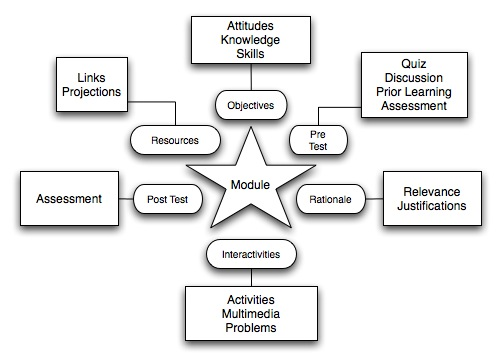 Attitudes
Knowledge
Skills
Links
Projections
Quiz
Discussion
Prior Learning
Assessment
Objectives
Resources
Pre
Test
Module
Assessment
Post Test
Rationale
Relevance
Justifications
Interactivities
Activities
Multimedia
Problems